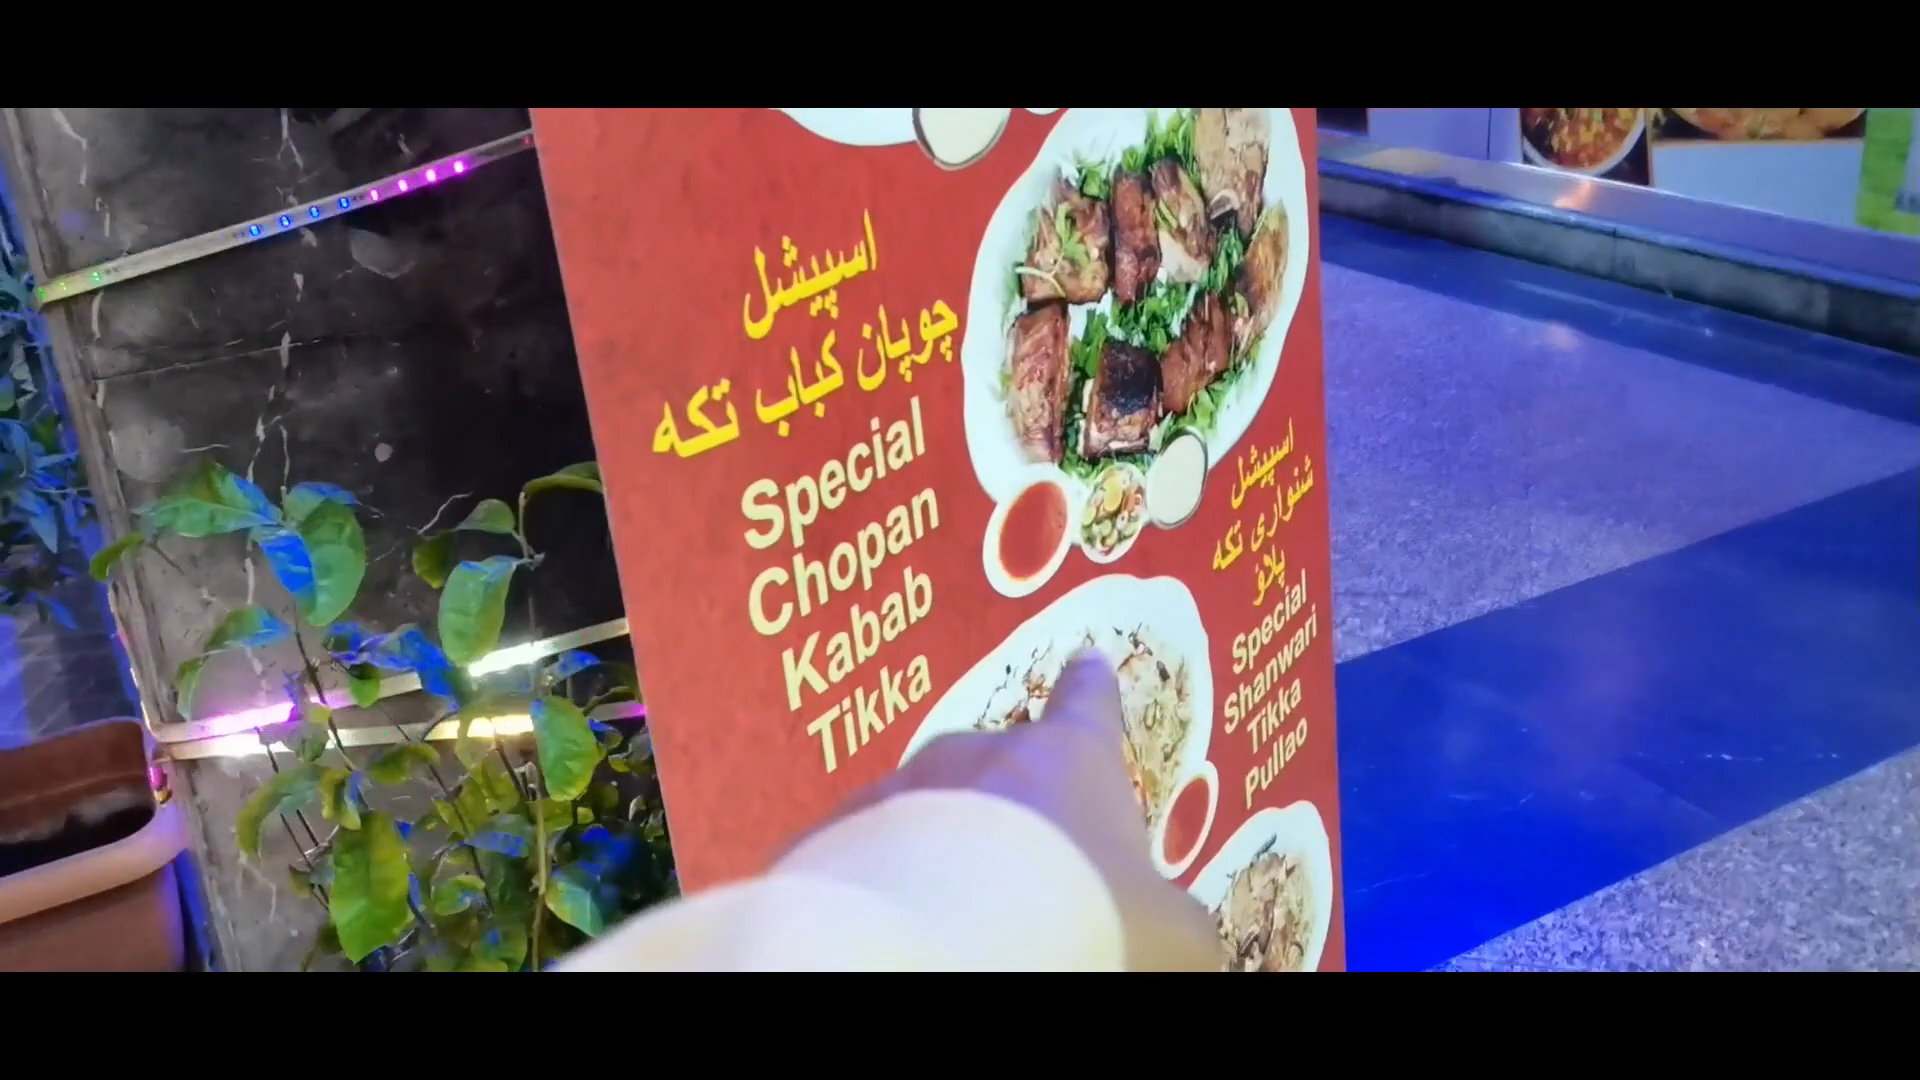 اسپیشل
چوپان کباب تکه
Special
Chopan
Kabab
Tikka
اسپیشل
شنواری تکه
پلاؤ
Special
Shanwari
Tikka
Pullao